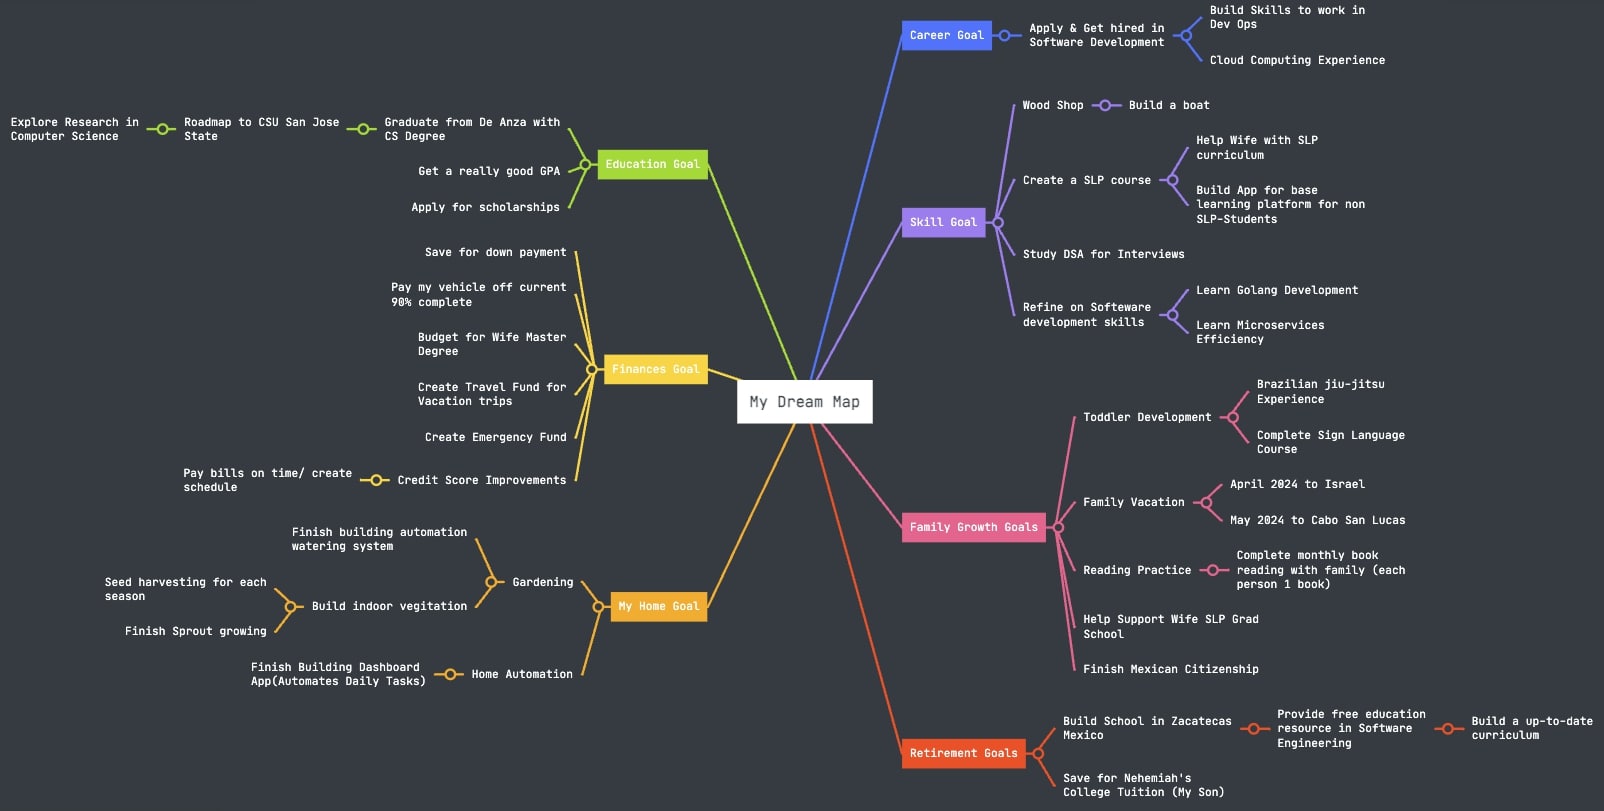 My Dream Map
Career Goal
Apply & Get hired in
Software Development
Build Skills to work in
Dev Ops
Cloud Computing Experience
Skill Goal
Wood Shop
Build a boat
Create a SLP course
Help Wife with SLP
curriculum
Build App for base
learning platform for non
SLP-Students
Study DSA for Interviews
Refine on Softeware
development skills
Learn Golang Development
Learn Microservices
Efficiency
Family Growth Goals
Toddler Development
Brazilian jiu-jitsu
Experience
Complete Sign Language
Course
Family Vacation
April 2024 to Israel
May 2024 to Cabo San Lucas
Reading Practice
Complete monthly book
reading with family (each
person 1 book)
Help Support Wife SLP Grad
School
Finish Mexican Citizenship
Retirement Goals
Build School in Zacatecas
Mexico
Provide free education
resource in Software
Engineering
Build a up-to-date
curriculum
Save for Nehemiah's
College Tuition (My Son)
Education Goal
Graduate from De Anza with
CS Degree
Roadmap to CSU San Jose
State
Explore Research in
Computer Science
Get a really good GPA
Apply for scholarships
Finances Goal
Save for down payment
Pay my vehicle off current
90% complete
Budget for Wife Master
Degree
Create Travel Fund for
Vacation trips
Create Emergency Fund
Credit Score Improvements
Pay bills on time/ create
schedule
My Home Goal
Gardening
Finish building automation
watering system
Build indoor vegitation
Seed harvesting for each
season
Finish Sprout growing
Home Automation
Finish Building Dashboard
App(Automates Daily Tasks)